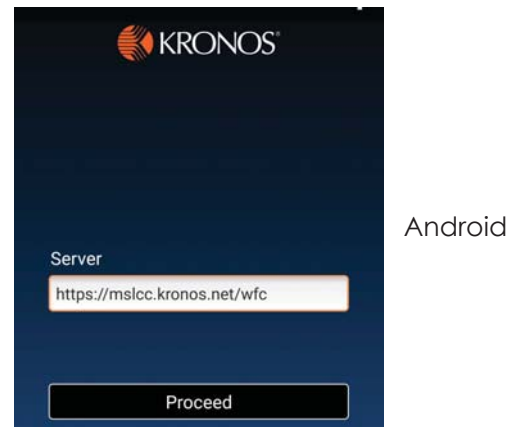 KRONOS
Android
Server
https://mslcc.kronos.net/wfc
Proceed